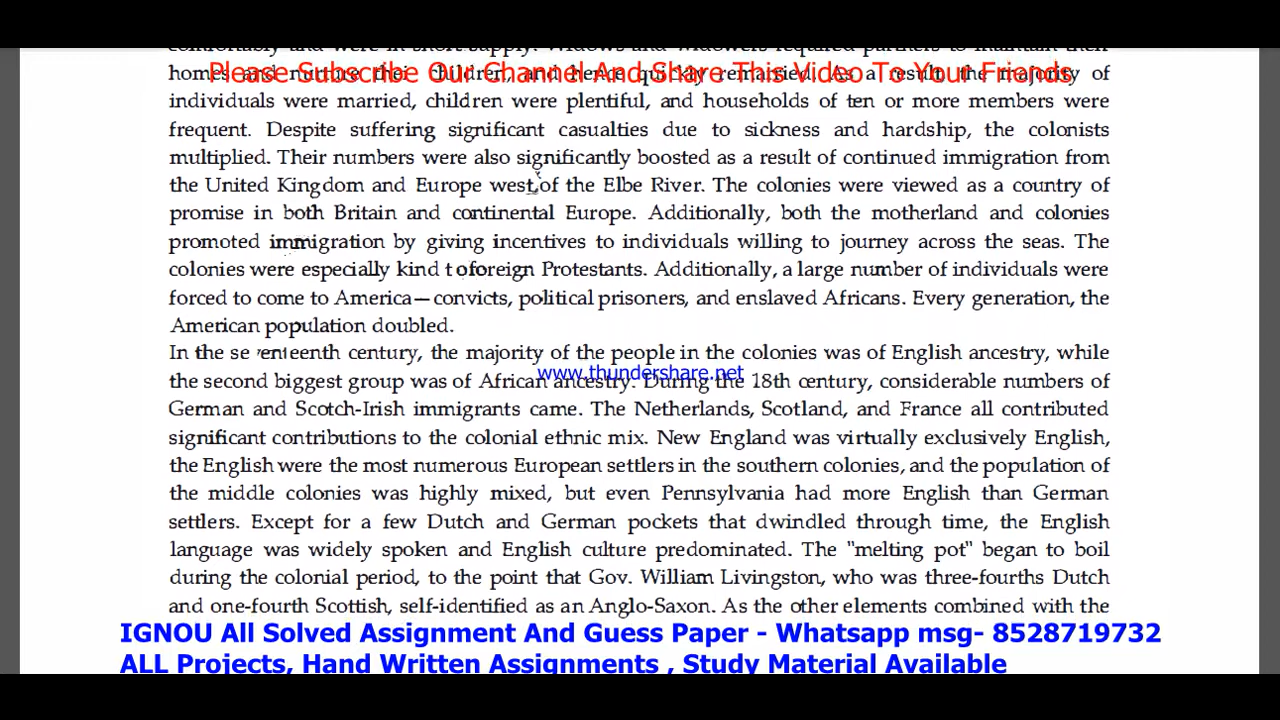 comfortably and were in short supply. Widows and widowers required partners to maintain their
Please Subscribe Our Channel And Share This Video To Your Friends
homes and nurture their children, and hence quickly remarried. As a result, the majority of
individuals were married, children were plentiful, and households of ten or more members were
frequent. Despite suffering significant casualties due to sickness and hardship, the colonists
multiplied. Their numbers were also significantly boosted as a result of continued immigration from
the United Kingdom and Europe west of the Elbe River. The colonies were viewed as a country of
promise in both Britain and continental Europe. Additionally, both the motherland and colonies
promoted immigration by giving incentives to individuals willing to journey across the seas. The
colonies were especially kind t oforeign Protestants. Additionally, a large number of individuals were
forced to come to America—convicts, political prisoners, and enslaved Africans. Every generation, the
American population doubled.
In the se enteenth century, the majority of the people in the colonies was of English ancestry, while
www.thundershare.net
the second biggest group was of African ancestry. During the 18th century, considerable numbers of
German and Scotch-Irish immigrants came. The Netherlands, Scotland, and France all contributed
significant contributions to the colonial ethnic mix. New England was virtually exclusively English,
the English were the most numerous European settlers in the southern colonies, and the population of
the middle colonies was highly mixed, but even Pennsylvania had more English than German
settlers. Except for a few Dutch and German pockets that dwindled through time, the English
language was widely spoken and English culture predominated. The "melting pot" began to boil
during the colonial period, to the point that Gov. William Livingston, who was three-fourths Dutch
and one-fourth Scottish, self-identified as an Anglo-Saxon. As the other elements combined with the
IGNOU All Solved Assignment And Guess Paper - Whatsapp msg- 8528719732
ALL Projects, Hand Written Assignments , Study Material Available